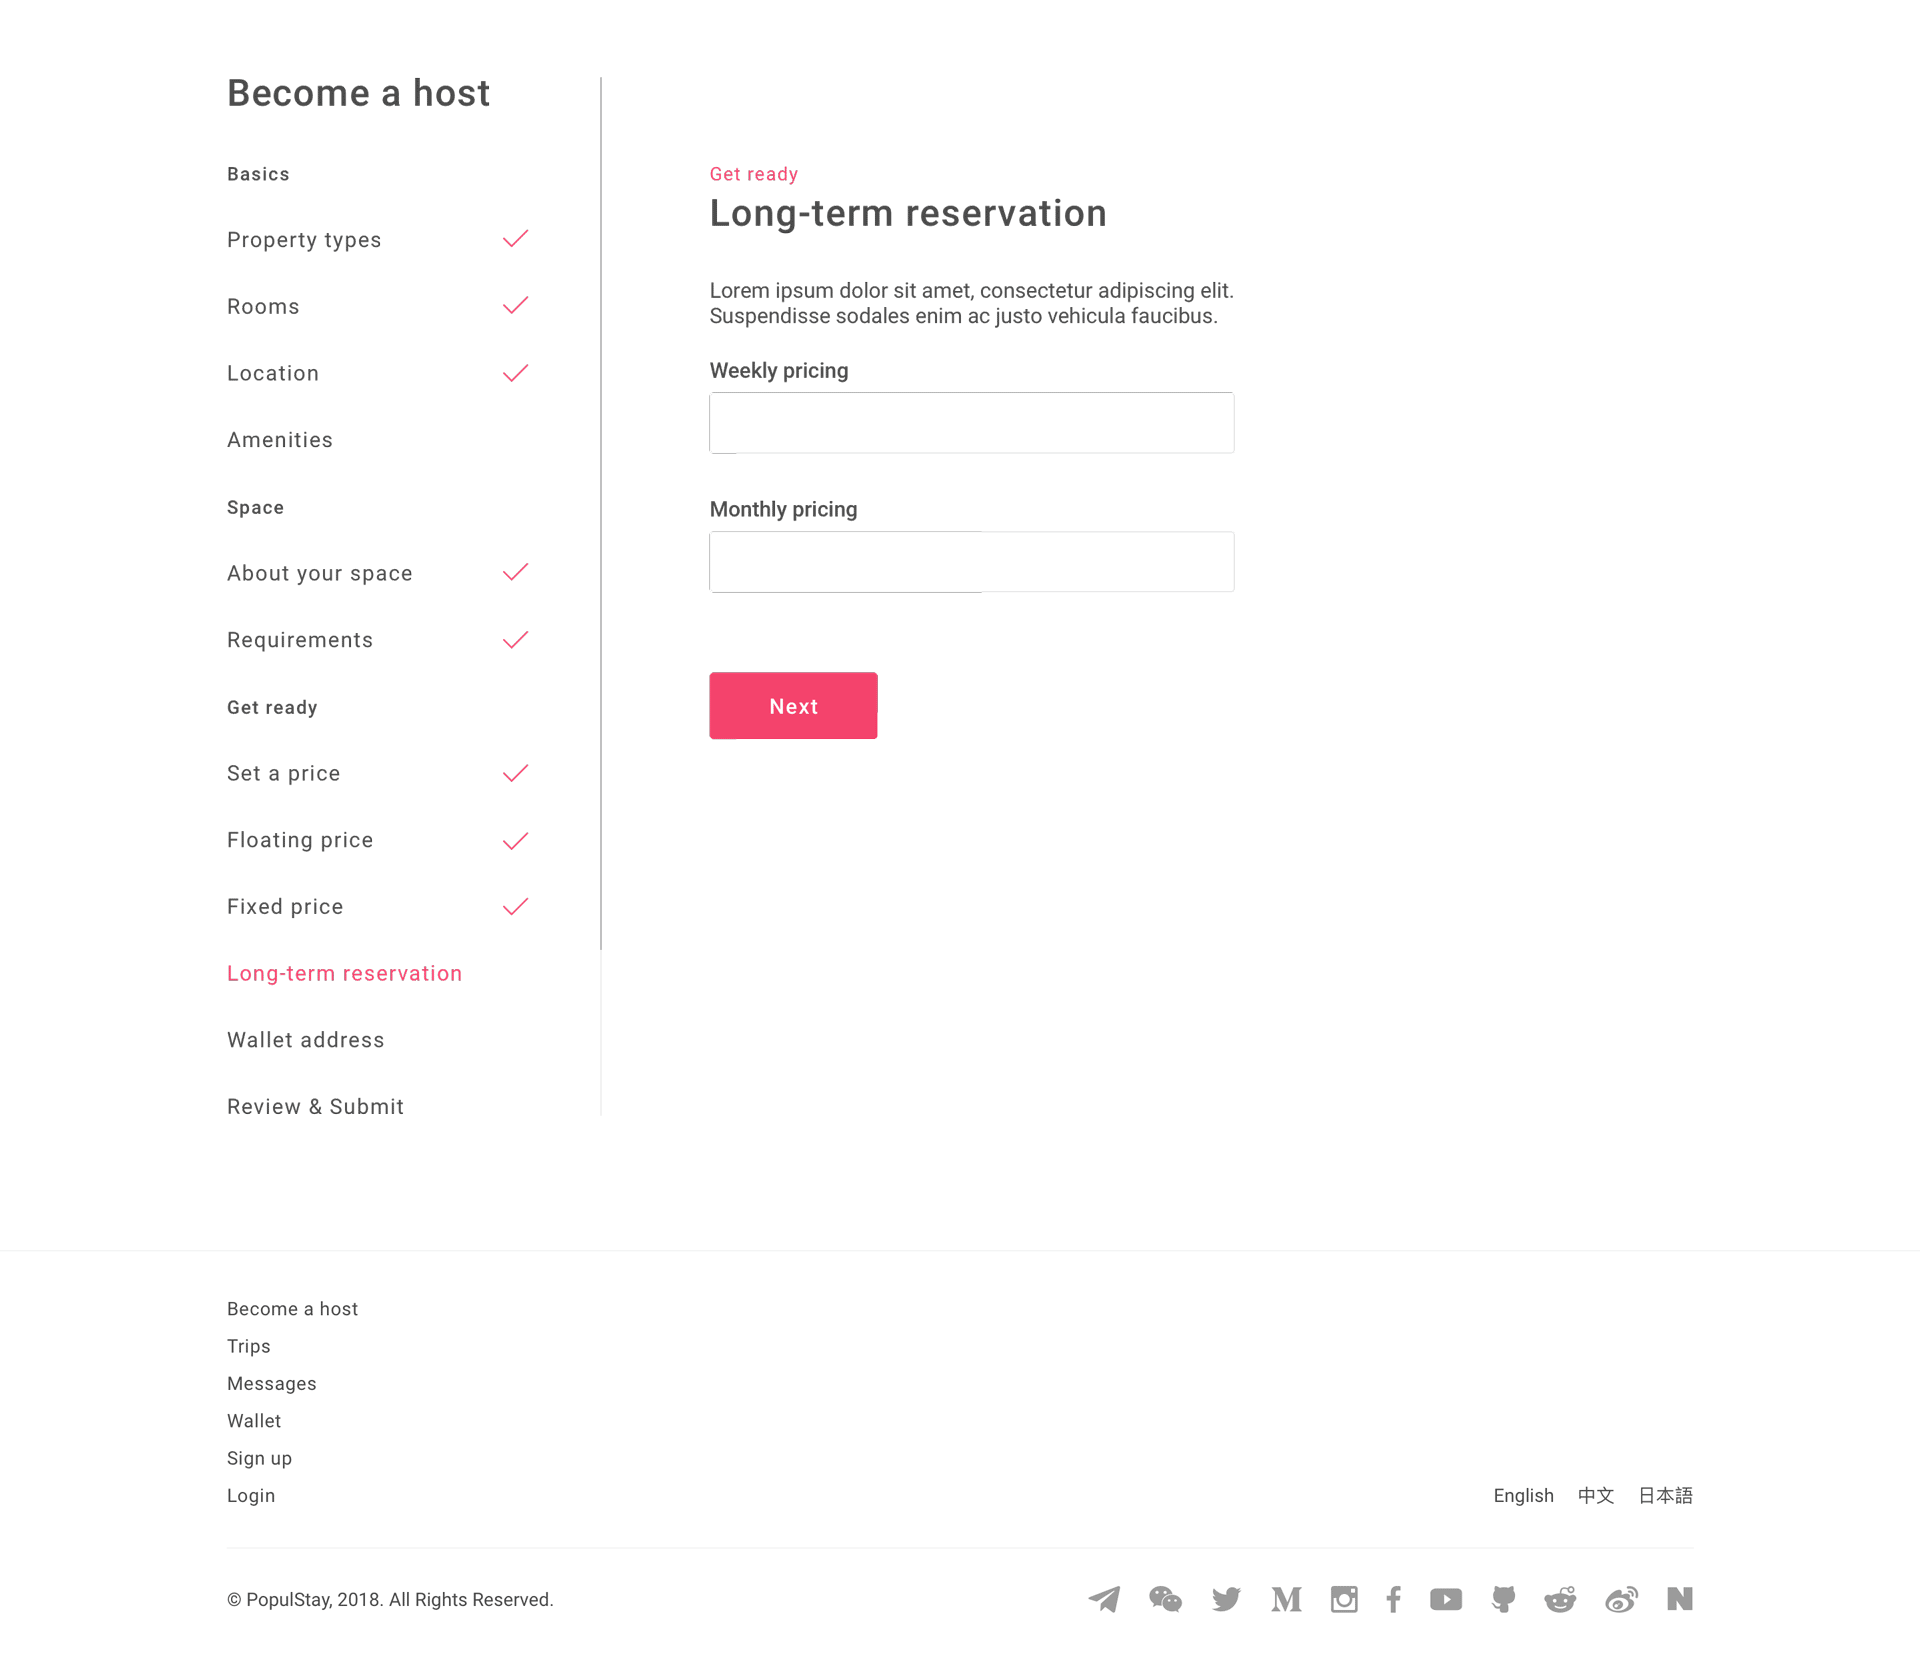 Become a host
Basics
Property types
Rooms
Location
Amenities
Space
About your space
Requirements
Get ready
Set a price
Floating price
Fixed price
Long-term reservation
Wallet address
Review & Submit
Get ready
Long-term reservation
Lorem ipsum dolor sit amet, consectetur adipiscing elit.
Suspendisse sodales enim ac justo vehicula faucibus.
Weekly pricing
Monthly pricing
Next
Become a host
Trips
Messages
Wallet
Sign up
Login
English 中文 日本語
© PopulStay, 2018. All Rights Reserved.